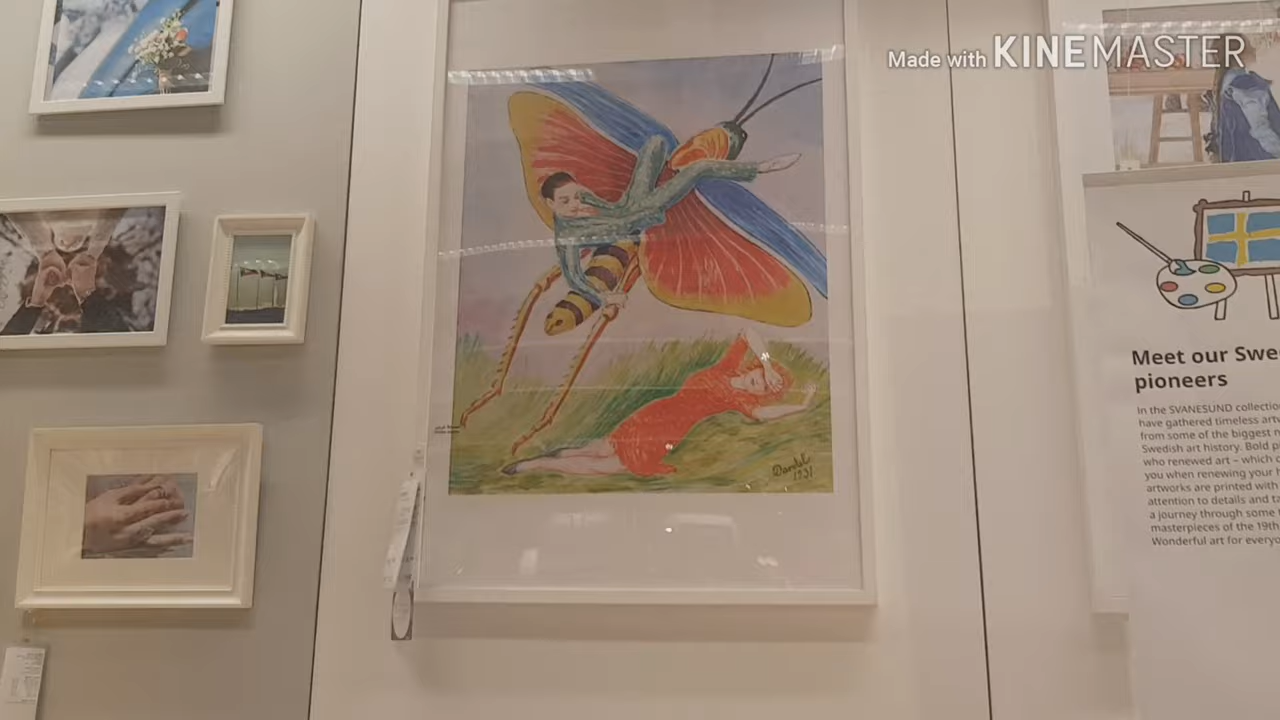 Made with KINEMASTER
Dardel
1931
Meet our Swe
pioneers
In the SVANESUND collectio
have gathered timeless artw
from some of the biggest n
Swedish art history. Bold p
who renewed art – which c
you when renewing your h
artworks are printed with
attention to details and ta
a journey through some
masterpieces of the 19th
Wonderful art for everyo